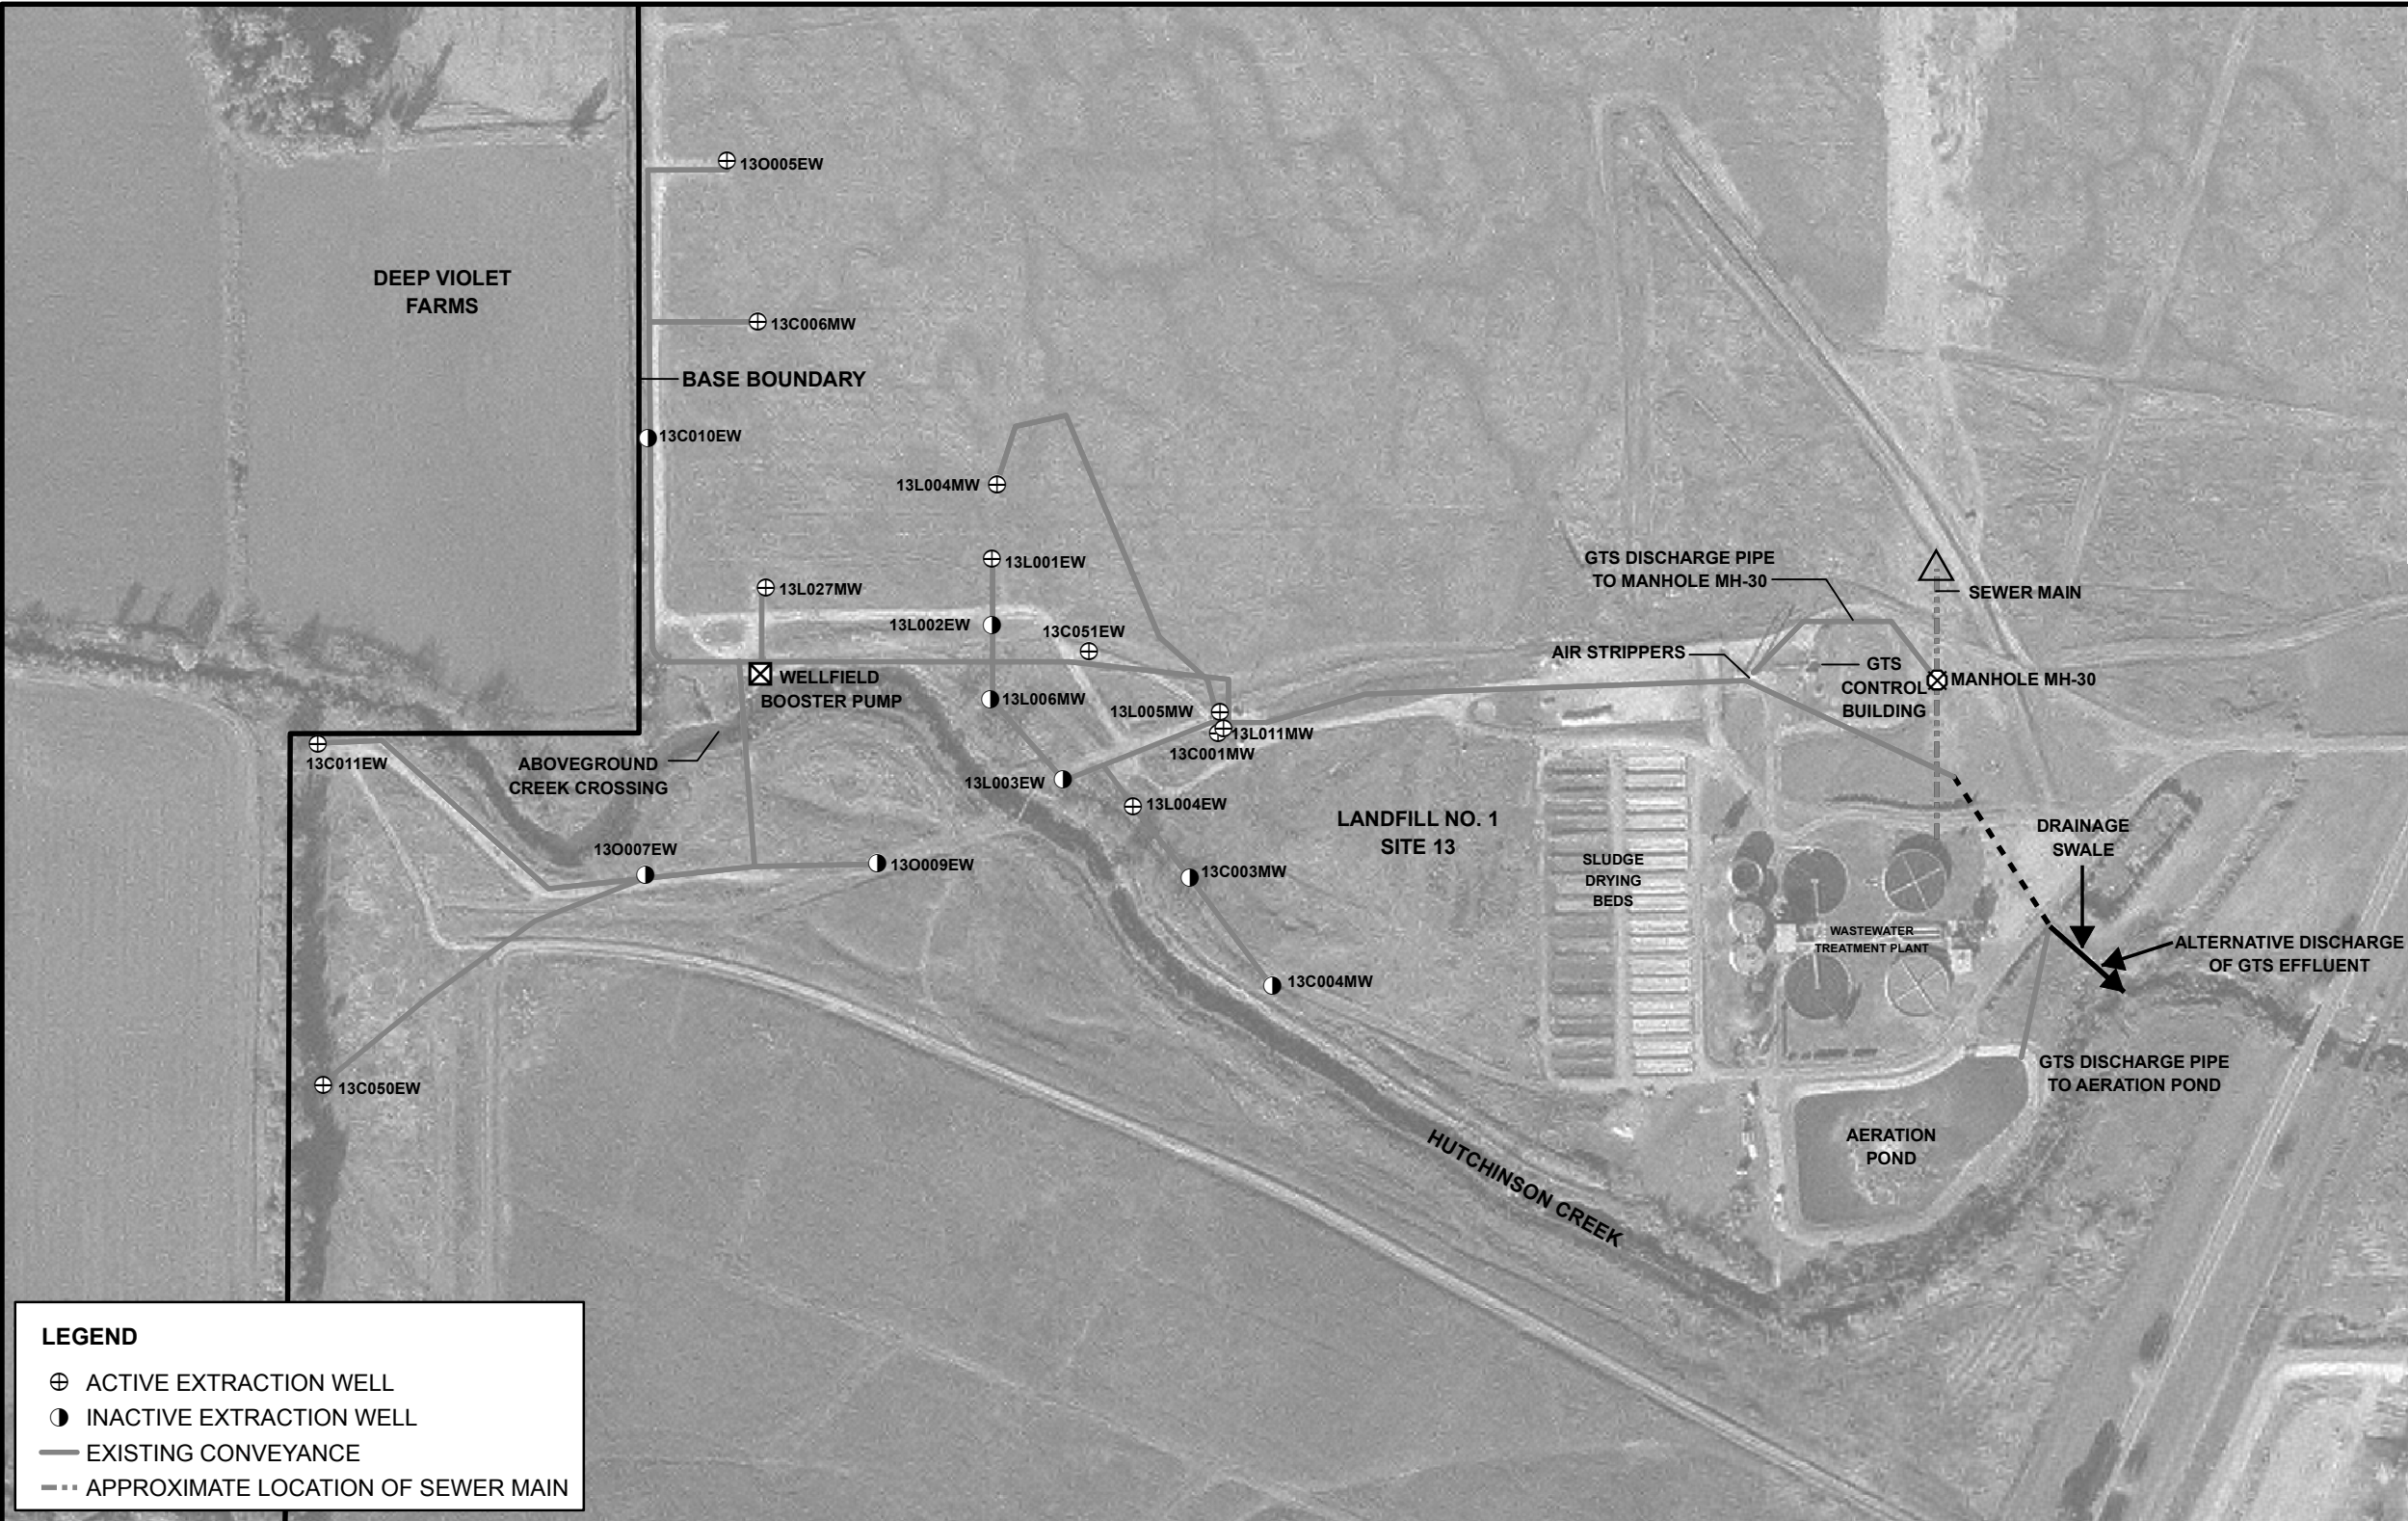 13O005EW
DEEP VIOLET
FARMS
13C006MW
BASE BOUNDARY
13C010EW
13L004MW
13L001EW
GTS DISCHARGE PIPE
TO MANHOLE MH-30
13L027MW
SEWER MAIN
13L002EW
13C051EW
AIR STRIPPERS
GTS
CONTROL
BUILDING
MANHOLE MH-30
WELLFIELD
BOOSTER PUMP
13L006MW
13L005MW
13L011MW
13C001MW
13C011EW
ABOVEGROUND
CREEK CROSSING
13L003EW
13L004EW
LANDFILL NO. 1
SITE 13
DRAINAGE
SWALE
13O007EW
13O009EW
13C003MW
SLUDGE
DRYING
BEDS
WASTEWATER
TREATMENT PLANT
ALTERNATIVE DISCHARGE
OF GTS EFFLUENT
13C004MW
13C050EW
GTS DISCHARGE PIPE
TO AERATION POND
AERATION
POND
HUTCHINSON CREEK
LEGEND
ACTIVE EXTRACTION WELL
INACTIVE EXTRACTION WELL
EXISTING CONVEYANCE
APPROXIMATE LOCATION OF SEWER MAIN